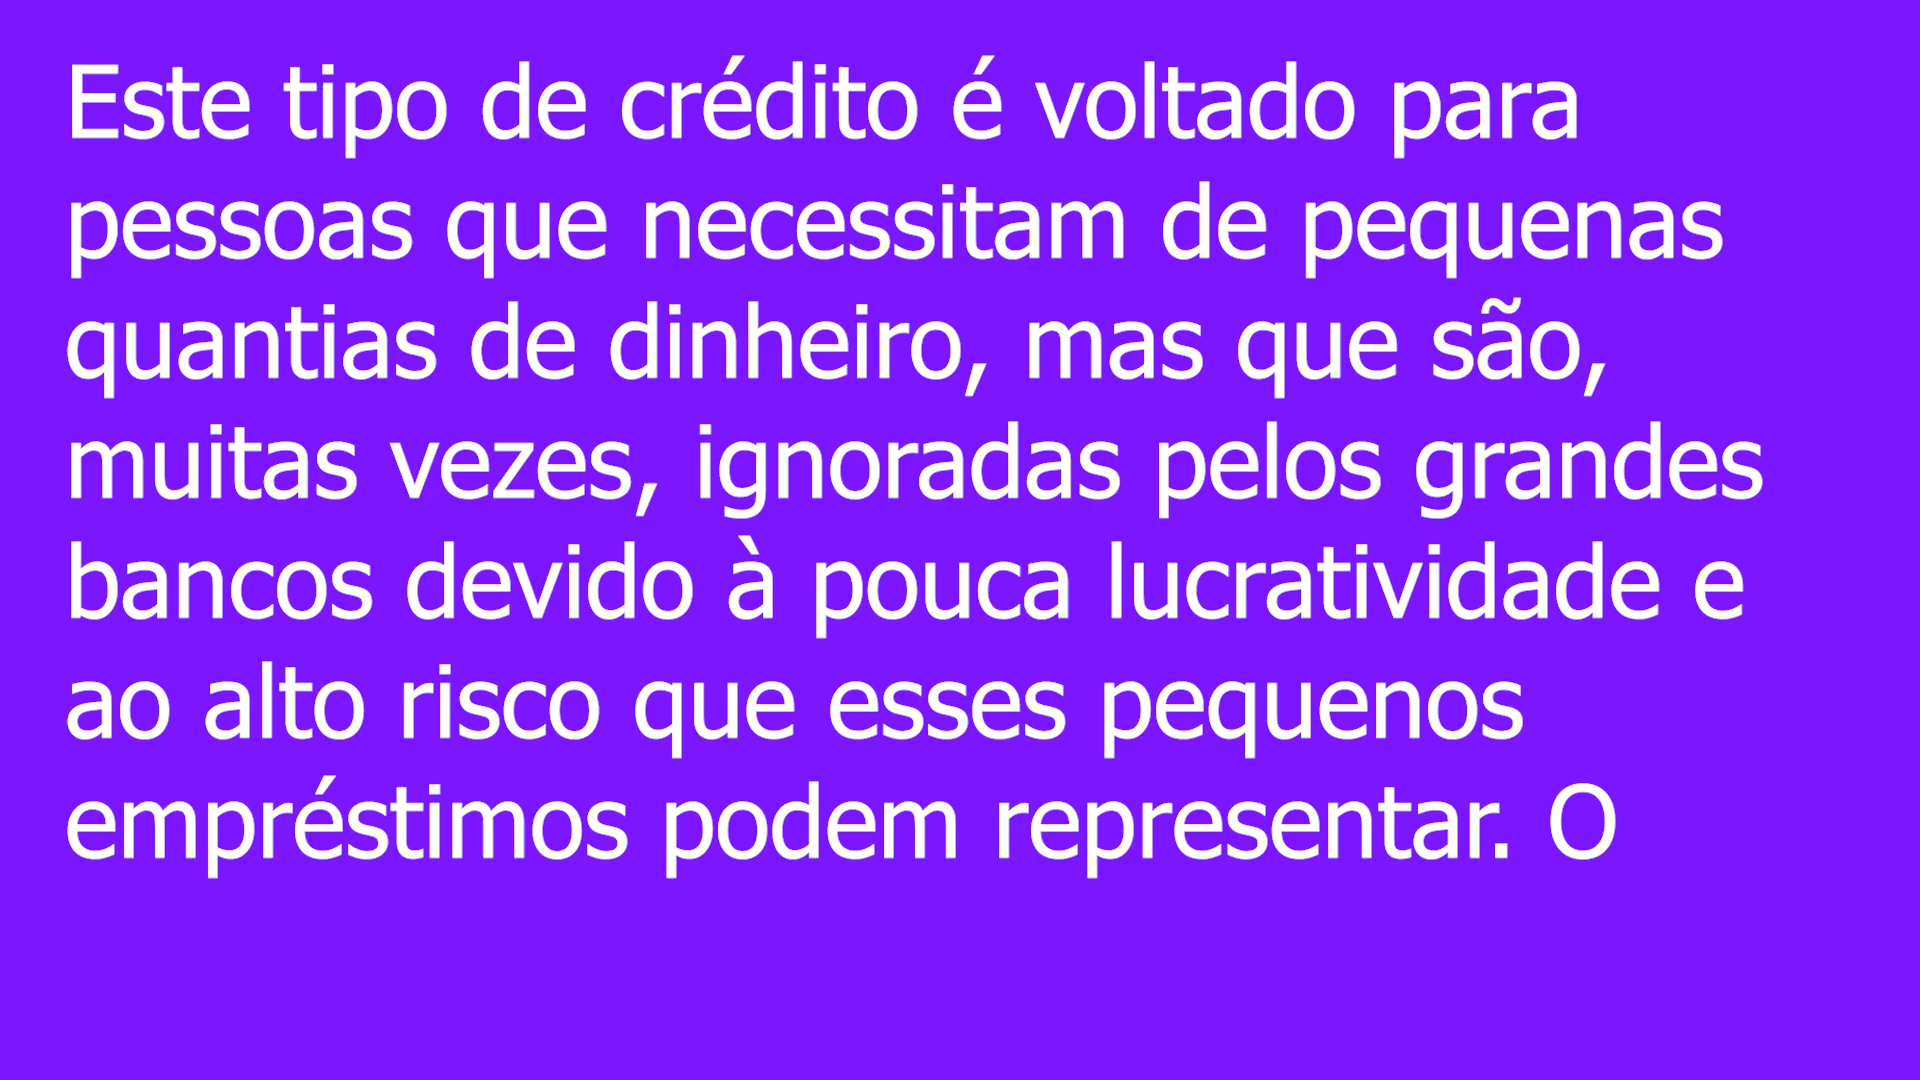 Este tipo de crédito é voltado para
pessoas que necessitam de pequenas
quantias de dinheiro, mas que são,
muitas vezes, ignoradas pelos grandes
bancos devido à pouca lucratividade e
ao alto risco que esses pequenos
empréstimos podem representar. O